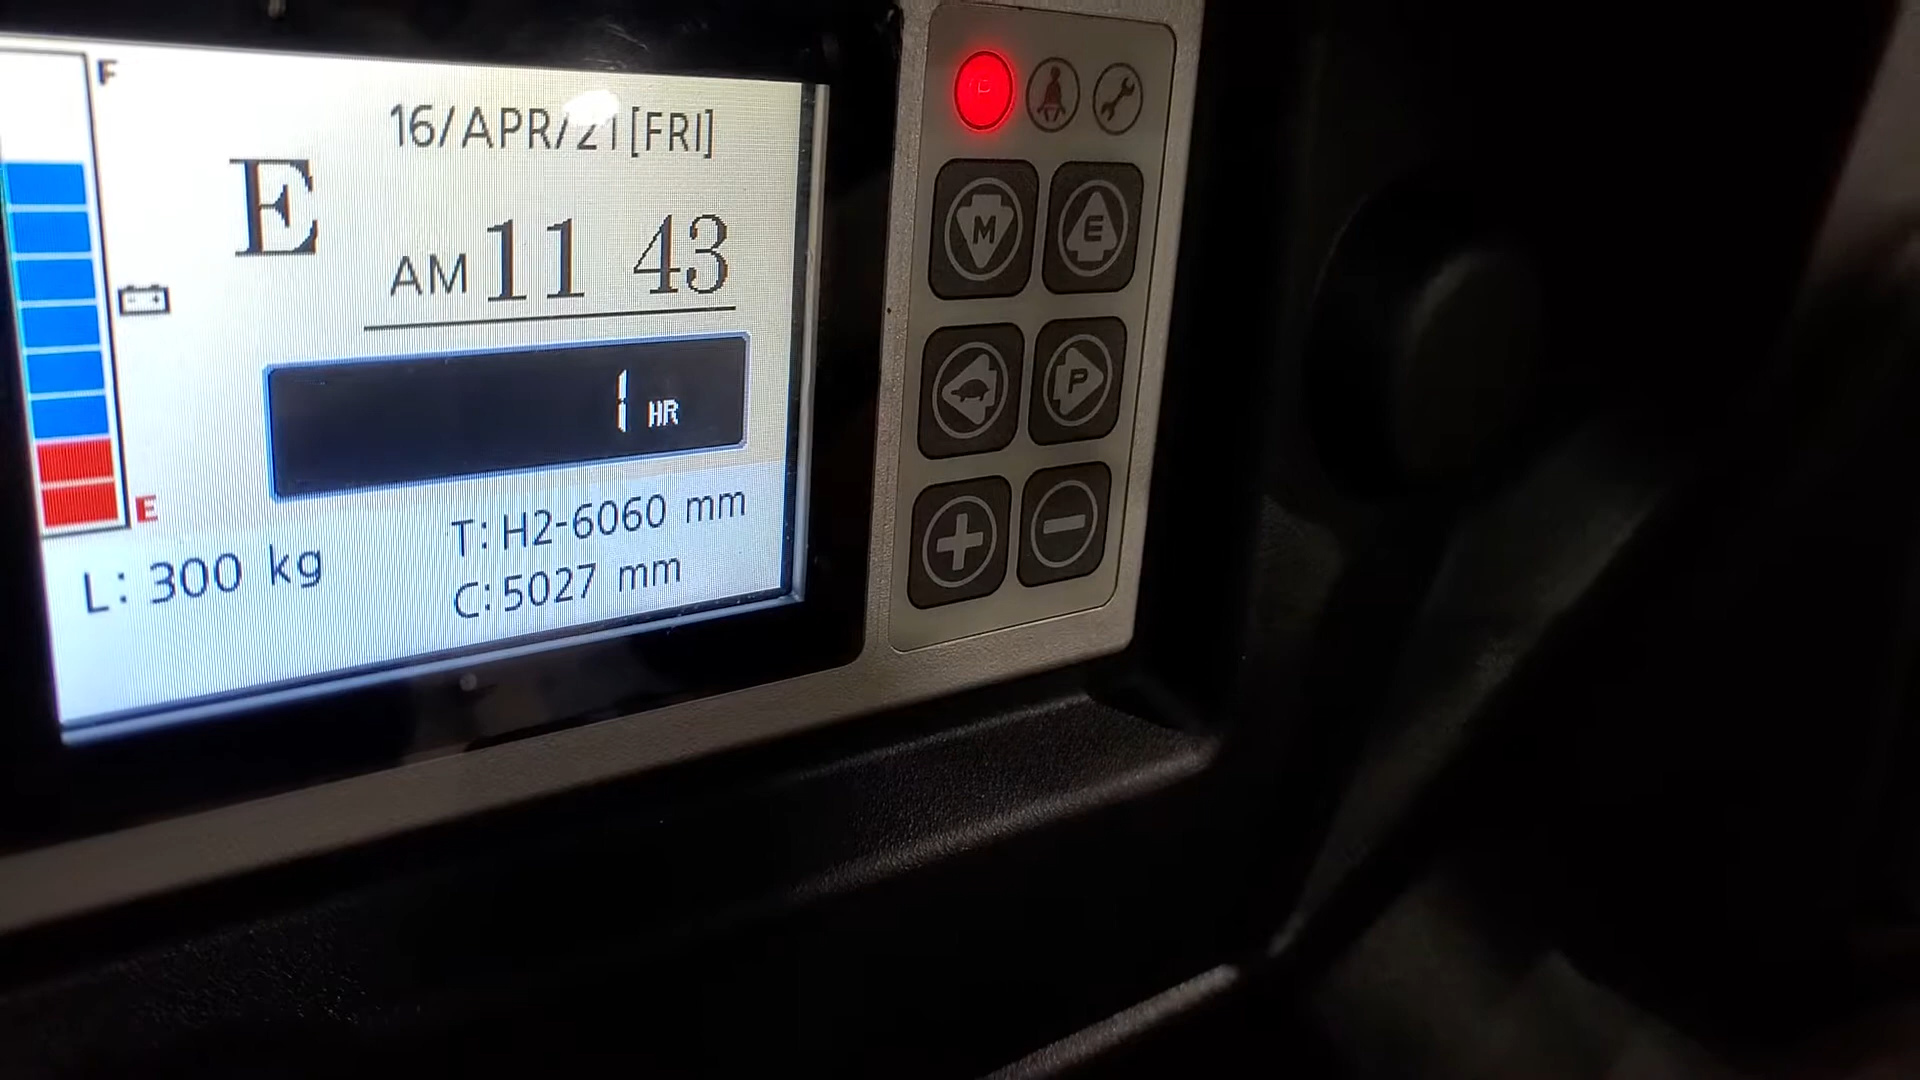 F
16/APR/21[FRI]
E
AM 11 43
1 HR
E
L: 300 kg
T: H2-6060 mm
C: 5027 mm
M
E
P